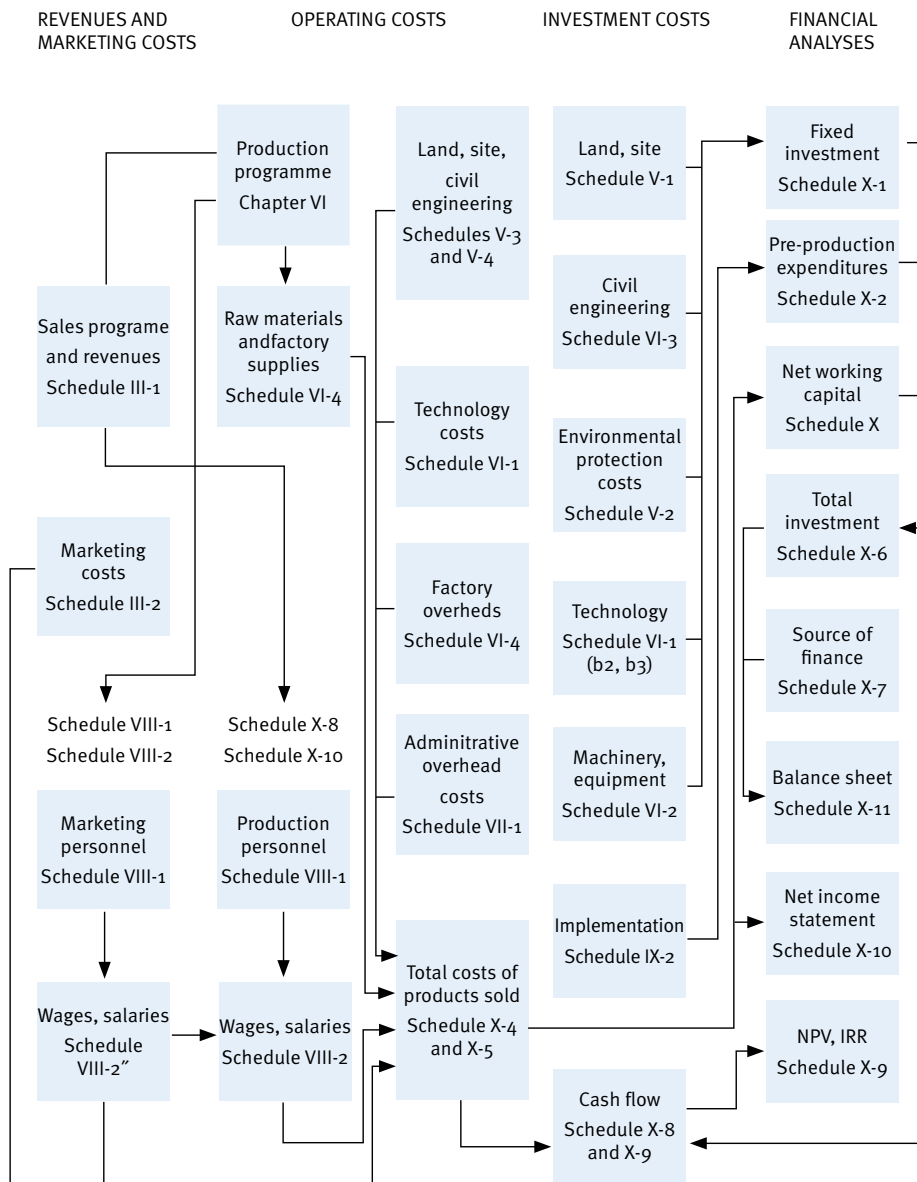 REVENUES AND
MARKETING COSTS
OPERATING COSTS
INVESTMENT COSTS
FINANCIAL
ANALYSES
Production
programme
Chapter VI
Sales programe
and revenues
Schedule III-1
Raw materials
andfactory
supplies
Schedule VI-4
Marketing
costs
Schedule III-2
Schedule VIII-1
Schedule VIII-2
Schedule X-8
Schedule X-10
Marketing
personnel
Schedule VIII-1
Production
personnel
Schedule VIII-1
Wages, salaries
Schedule
VIII-2″
Wages, salaries
Schedule VIII-2
Land, site,
civil
engineering
Schedules V-3
and V-4
Technology
costs
Schedule VI-1
Factory
overheds
Schedule VI-4
Adminitrative
overhead
costs
Schedule VII-1
Total costs of
products sold
Schedule X-4
and X-5
Land, site
Schedule V-1
Civil
engineering
Schedule VI-3
Environmental
protection
costs
Schedule V-2
Technology
Schedule VI-1
(b2, b3)
Machinery,
equipment
Schedule VI-2
Implementation
Schedule IX-2
Cash flow
Schedule X-8
and X-9
Fixed
investment
Schedule X-1
Pre-production
expenditures
Schedule X-2
Net working
capital
Schedule X
Total
investment
Schedule X-6
Source of
finance
Schedule X-7
Balance sheet
Schedule X-11
Net income
statement
Schedule X-10
NPV, IRR
Schedule X-9